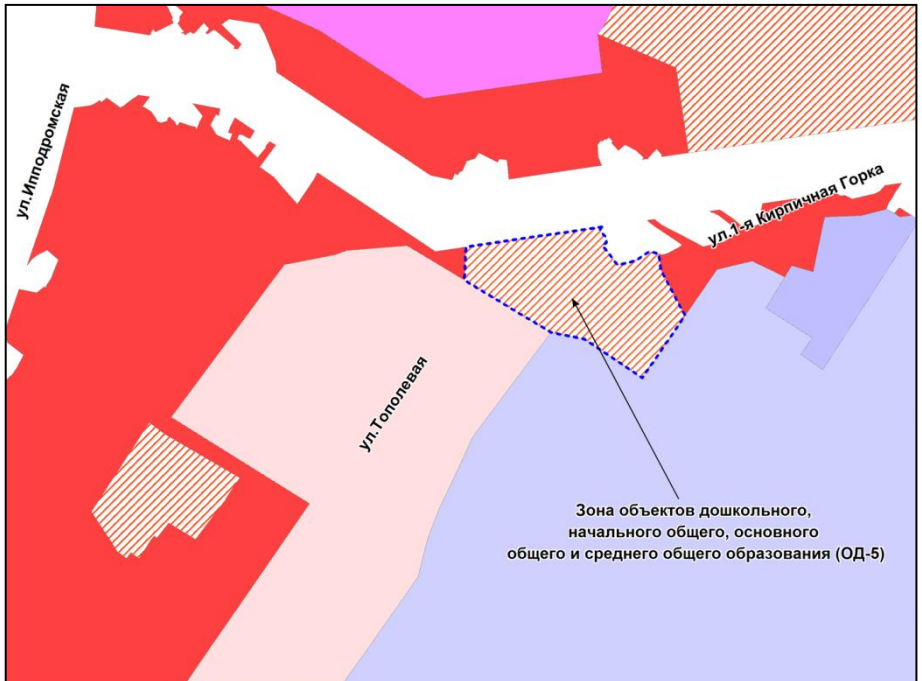 ул.Ипподромская
ул.1-я Кирпичная Горка
ул.Тополевая
Зона объектов дошкольного,
начального общего, основного
общего и среднего общего образования (ОД-5)